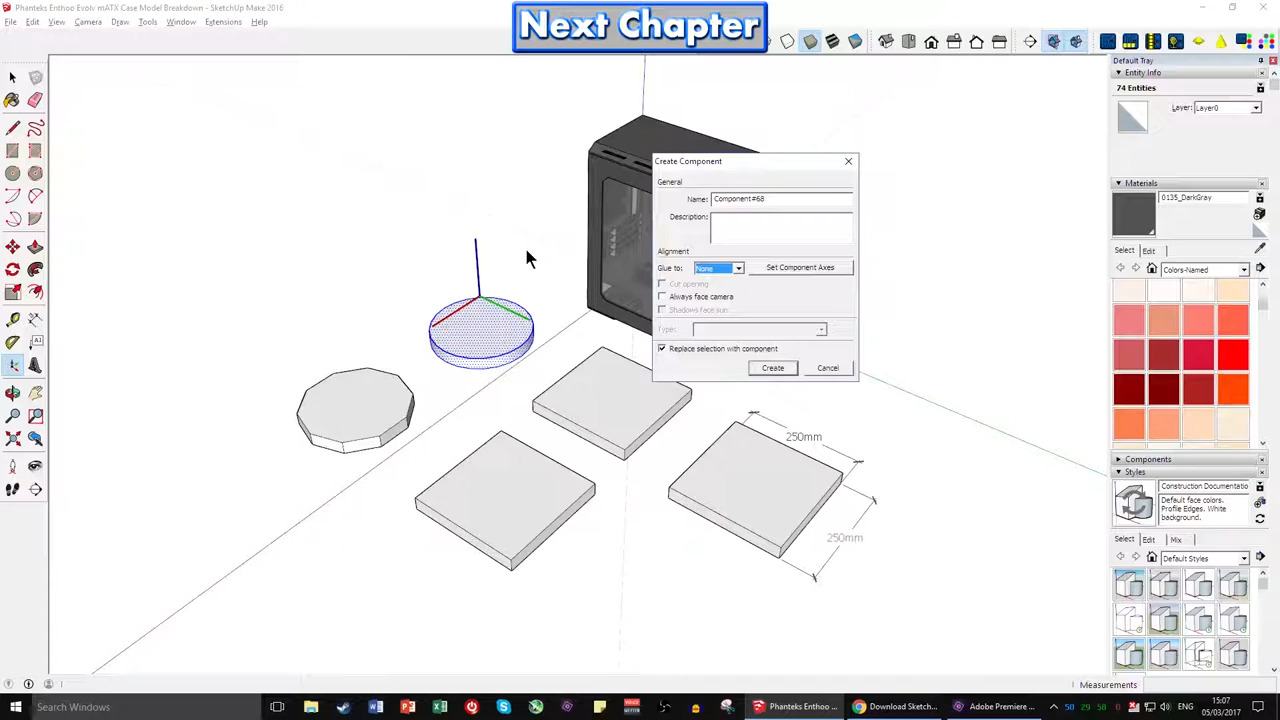 Phanteks Enthoo Evolv mATX Case Model Breakdown - SketchUp Make 2016
File Edit View Camera Draw Tools Window Extensions Help
Next Chapter
Default Tray
Entity Info
74 Entities
Layer: Layer0
Create Component
General
Name: Component#68
Description:
Alignment
Glue to: None
Set Component Axes
Cut opening
Always face camera
Shadows face sun
Type:
Replace selection with component
Create Cancel
Materials
0135_DarkGray
Select Edit
Colors-Named
250mm
250mm
Components
Styles
Construction Documentatio
Default face colors. Profile Edges. White background.
Select Edit Mix
Default Styles
Measurements
Search Windows
Phanteks Enthoo ...
Download Sketch...
Adobe Premiere ...
50 29 58 0
15:07
05/03/2017